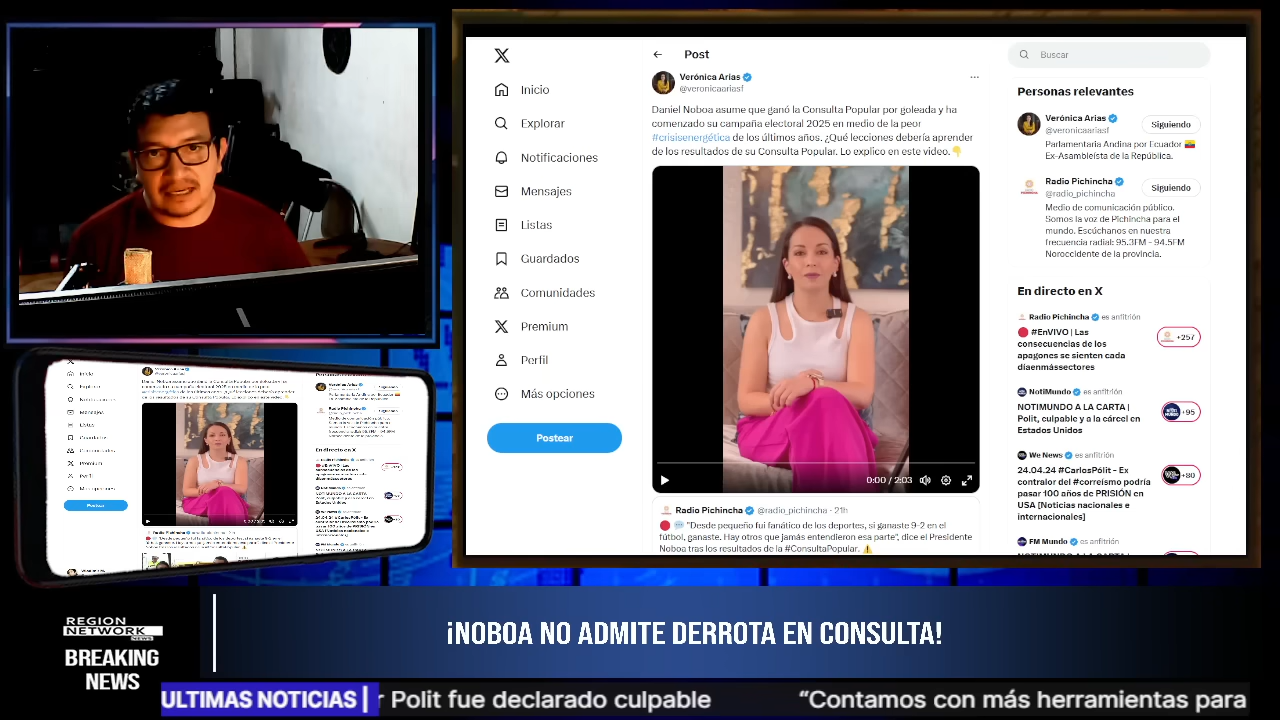 Post
Buscar
Inicio
Explorar
Notificaciones
Mensajes
Listas
Guardados
Comunidades
Premium
Perfil
Más opciones
Postear
Verónica Arias
@veronicaariasf
Daniel Noboa asume que ganó la Consulta Popular por goleada y ha
comenzado su campaña electoral 2025 en medio de la peor
#crisisenergética de los últimos años. ¿Qué lecciones debería aprender
de los resultados de su Consulta Popular. Lo explico en este video. 👇
0:00 / 2:03
Radio Pichincha @radio_pichincha · 21h
🔴 💬 "Desde pequeño fui fanático de los deportes, si gana 9-2 en el
fútbol, ganaste. Hay otros que jamás entendieron esa parte", dice el Presidente
Noboa tras los resultados de la #ConsultaPopular. ⚠️
Personas relevantes
Verónica Arias
@veronicaariasf
Siguiendo
Parlamentaria Andina por Ecuador 🇪🇨
Ex-Asambleísta de la República.
Radio Pichincha
@radio_pichincha
Siguiendo
Medio de comunicación público.
Somos la voz de Pichincha para el
mundo. Escúchanos en nuestra
frecuencia radial: 95.3FM - 94.5FM
Noroccidente de la provincia.
En directo en X
Radio Pichincha es anfitrión
🔴 #EnVIVO | Las
consecuencias de los
apagones se sienten cada
díaenmássectores
+257
NotiMundo es anfitrión
NOTIMUNDO A LA CARTA |
Polit, culpable y a la cárcel en
Estados Unidos
+95
We News es anfitrión
24.04.24 #CarlosPólit - Ex
contralor del #correísmo podría
pasar 100 años de PRISIÓN en
USA [Noticias nacionales e
internacionales]
+80
FM Mundo es anfitrión
NOTIMUNDO A LA CARTA |
REGION
NETWORK
NEWS
BREAKING
NEWS
¡NOBOA NO ADMITE DERROTA EN CONSULTA!
ULTIMAS NOTICIAS | r Polit fue declarado culpable “Contamos con más herramientas para